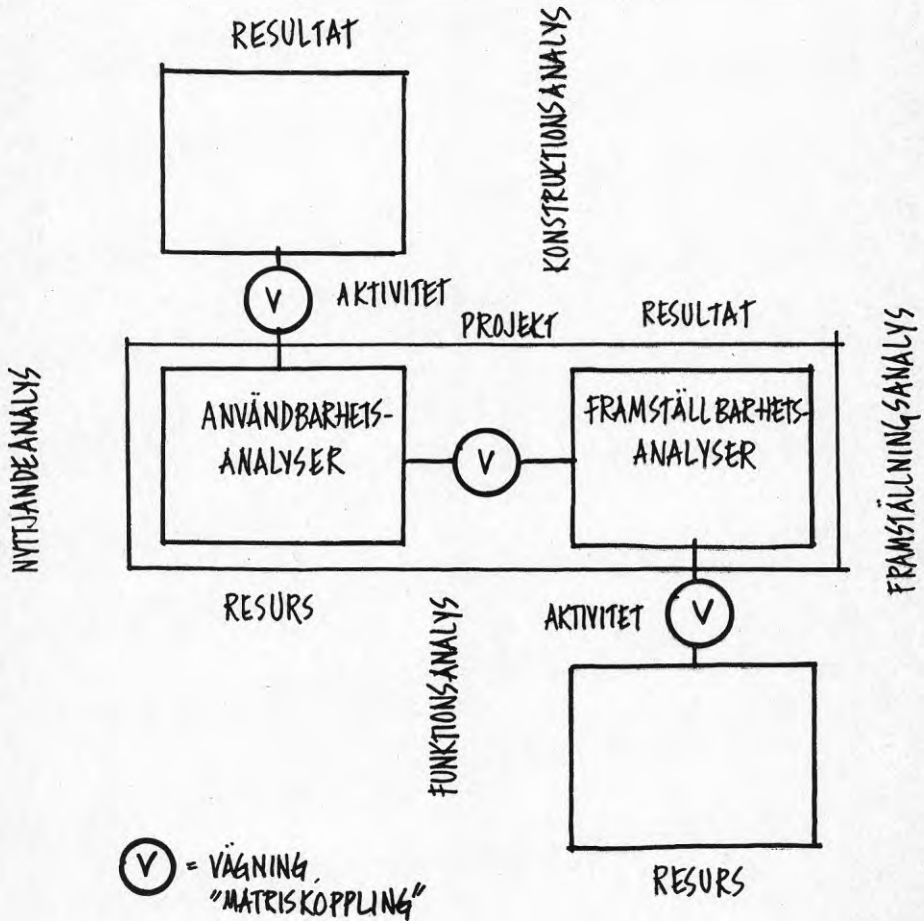 RESULTAT
KONSTRUKTIONSANALYS
V
AKTIVITET
PROJEKT
RESULTAT
NYTTJANDEANALYS
ANVÄNDBARHETS-
ANALYSER
V
FRAMSTÄLLBARHETS-
ANALYSER
FRAMSTÄLLNINGSANALYS
RESURS
FUNKTIONSANALYS
AKTIVITET
V
RESURS
V = VÄGNING,
"MATRISKOPPLING"